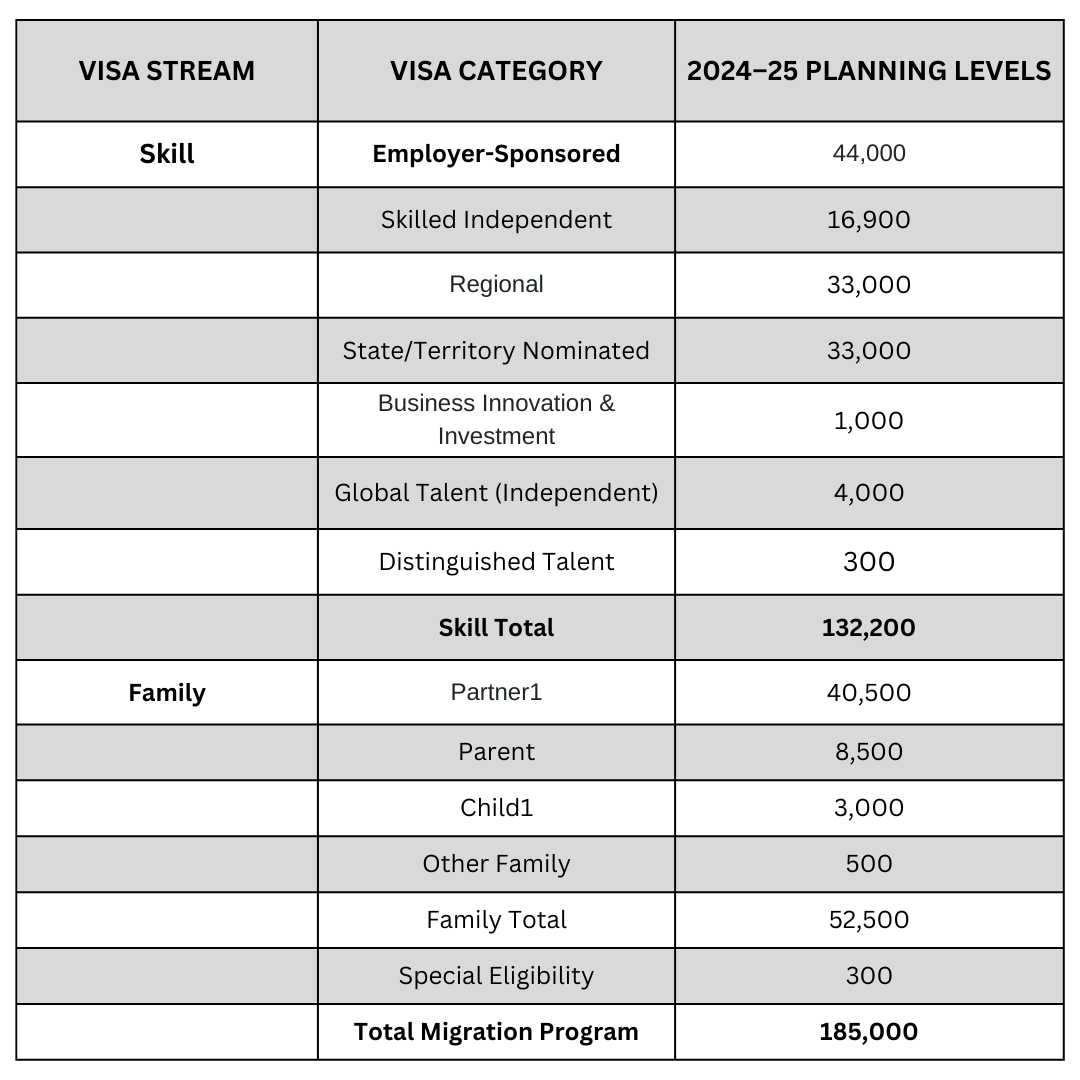 VISA STREAM VISA CATEGORY 2024–25 PLANNING LEVELS
Skill Employer-Sponsored 44,000
Skilled Independent 16,900
Regional 33,000
State/Territory Nominated 33,000
Business Innovation &
Investment 1,000
Global Talent (Independent) 4,000
Distinguished Talent 300
Skill Total 132,200
Family Partner1 40,500
Parent 8,500
Child1 3,000
Other Family 500
Family Total 52,500
Special Eligibility 300
Total Migration Program 185,000